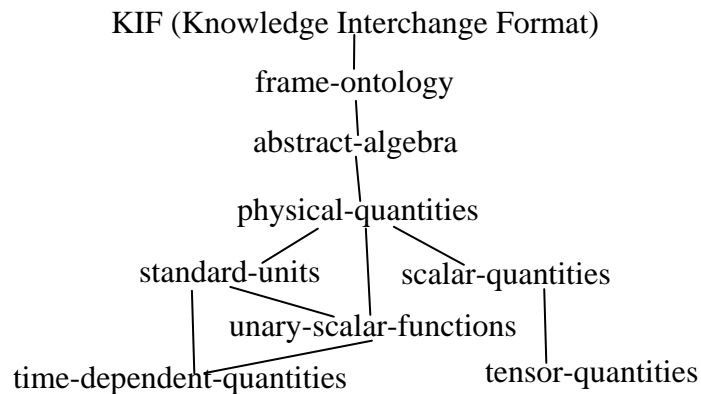 KIF (Knowledge Interchange Format)
frame-ontology
abstract-algebra
physical-quantities
standard-units
scalar-quantities
unary-scalar-functions
time-dependent-quantities
tensor-quantities